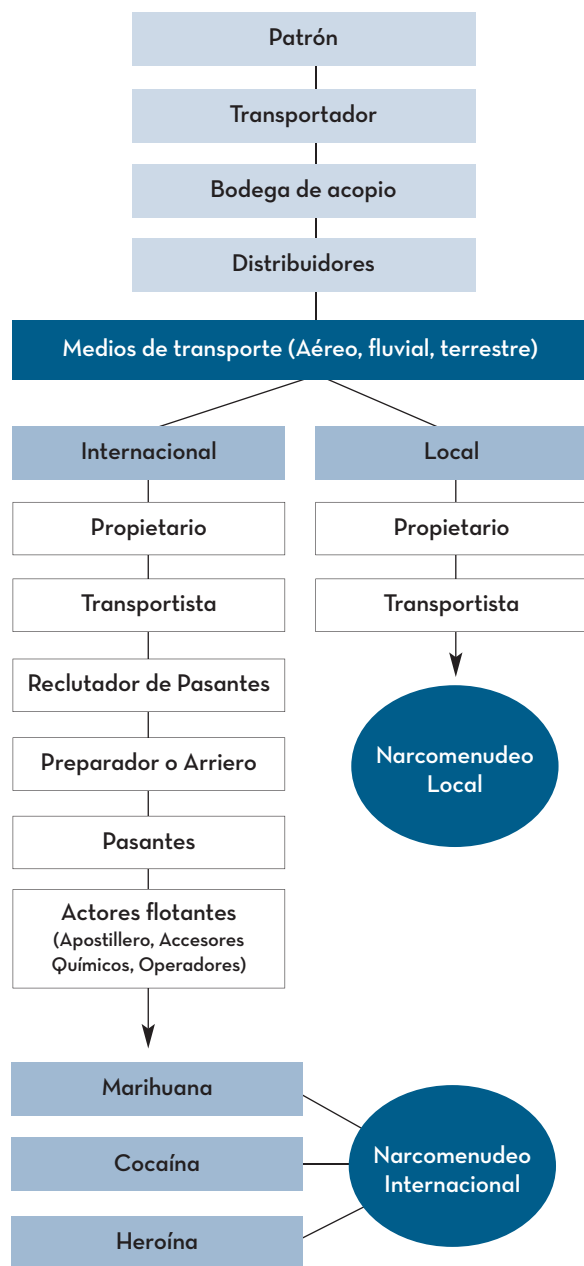 Patrón
Transportador
Bodega de acopio
Distribuidores
Medios de transporte (Aéreo, fluvial, terrestre)
Internacional
Propietario
Transportista
Reclutador de Pasantes
Preparador o Arriero
Pasantes
Actores flotantes
(Apostillero, Accesores
Químicos, Operadores)
Local
Propietario
Transportista
Narcomenudeo
Local
Marihuana
Cocaína
Heroína
Narcomenudeo
Internacional